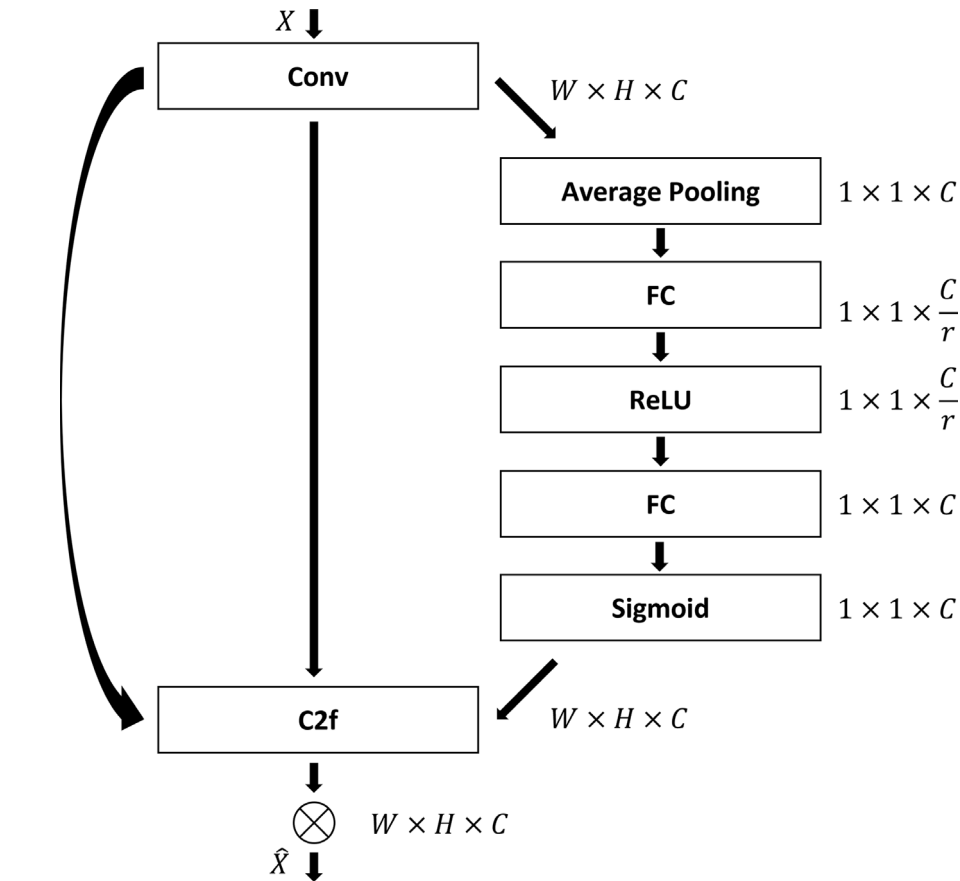 X
Conv
W × H × C
Average Pooling
1 × 1 × C
FC
1 × 1 × C/r
ReLU
1 × 1 × C/r
FC
1 × 1 × C
Sigmoid
1 × 1 × C
C2f
W × H × C
W × H × C
X̂